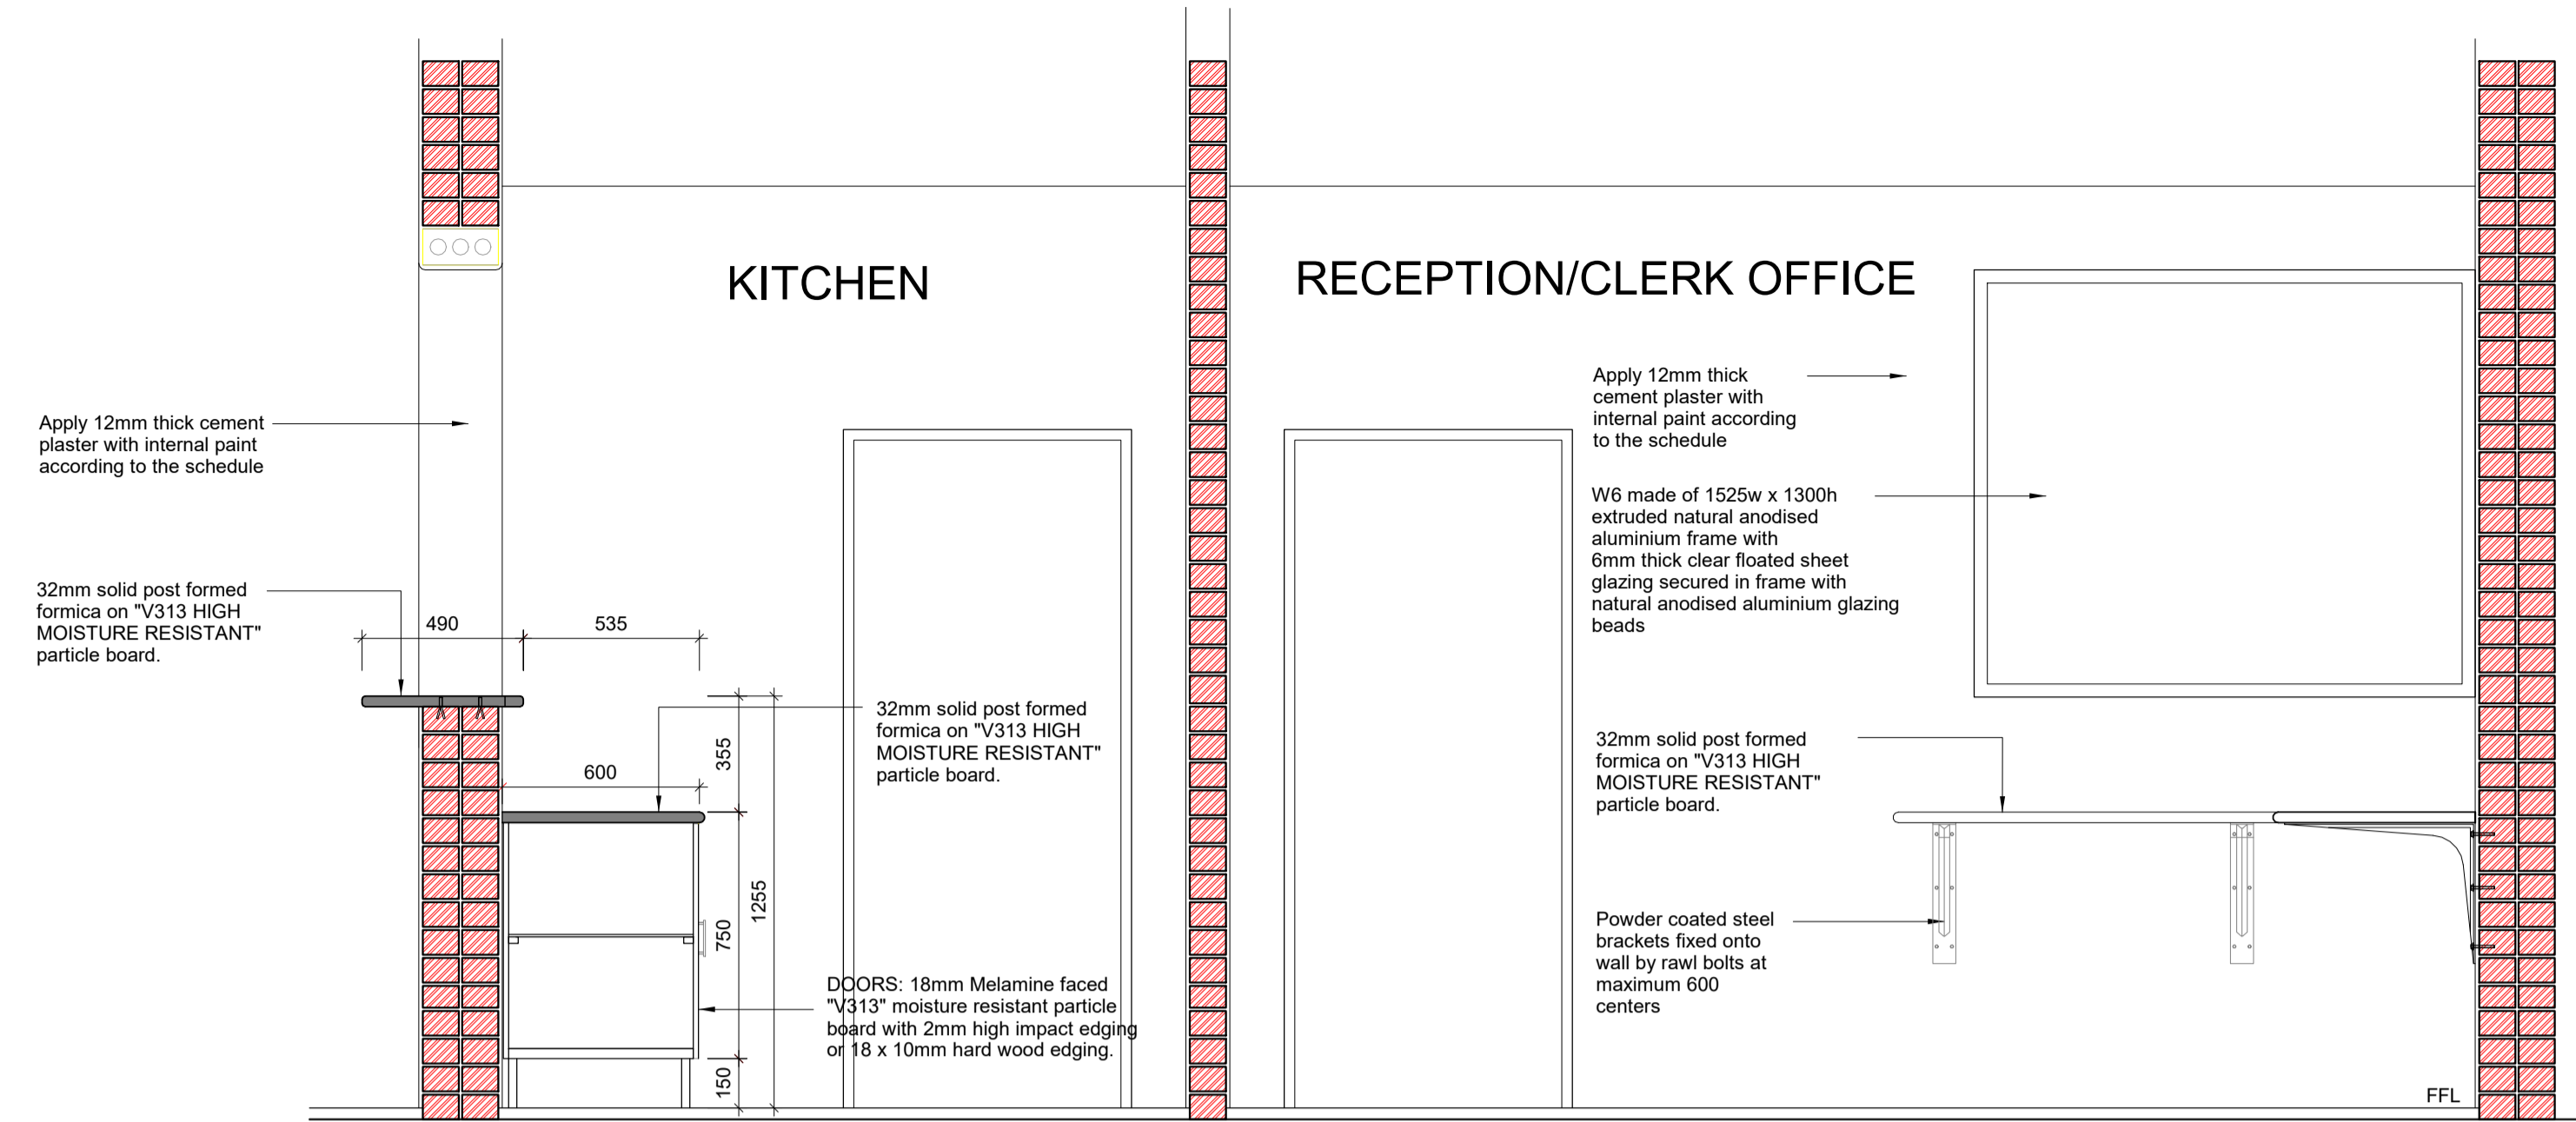 KITCHEN
RECEPTION/CLERK OFFICE
Apply 12mm thick cement
plaster with internal paint
according to the schedule
32mm solid post formed
formica on "V313 HIGH
MOISTURE RESISTANT"
particle board.
490
535
600
355
750
150
1255
32mm solid post formed
formica on "V313 HIGH
MOISTURE RESISTANT"
particle board.
DOORS: 18mm Melamine faced
"V313" moisture resistant particle
board with 2mm high impact edging
or 18 x 10mm hard wood edging.
Apply 12mm thick
cement plaster with
internal paint according
to the schedule
W6 made of 1525w x 1300h
extruded natural anodised
aluminium frame with
6mm thick clear floated sheet
glazing secured in frame with
natural anodised aluminium glazing
beads
32mm solid post formed
formica on "V313 HIGH
MOISTURE RESISTANT"
particle board.
Powder coated steel
brackets fixed onto
wall by rawl bolts at
maximum 600
centers
FFL